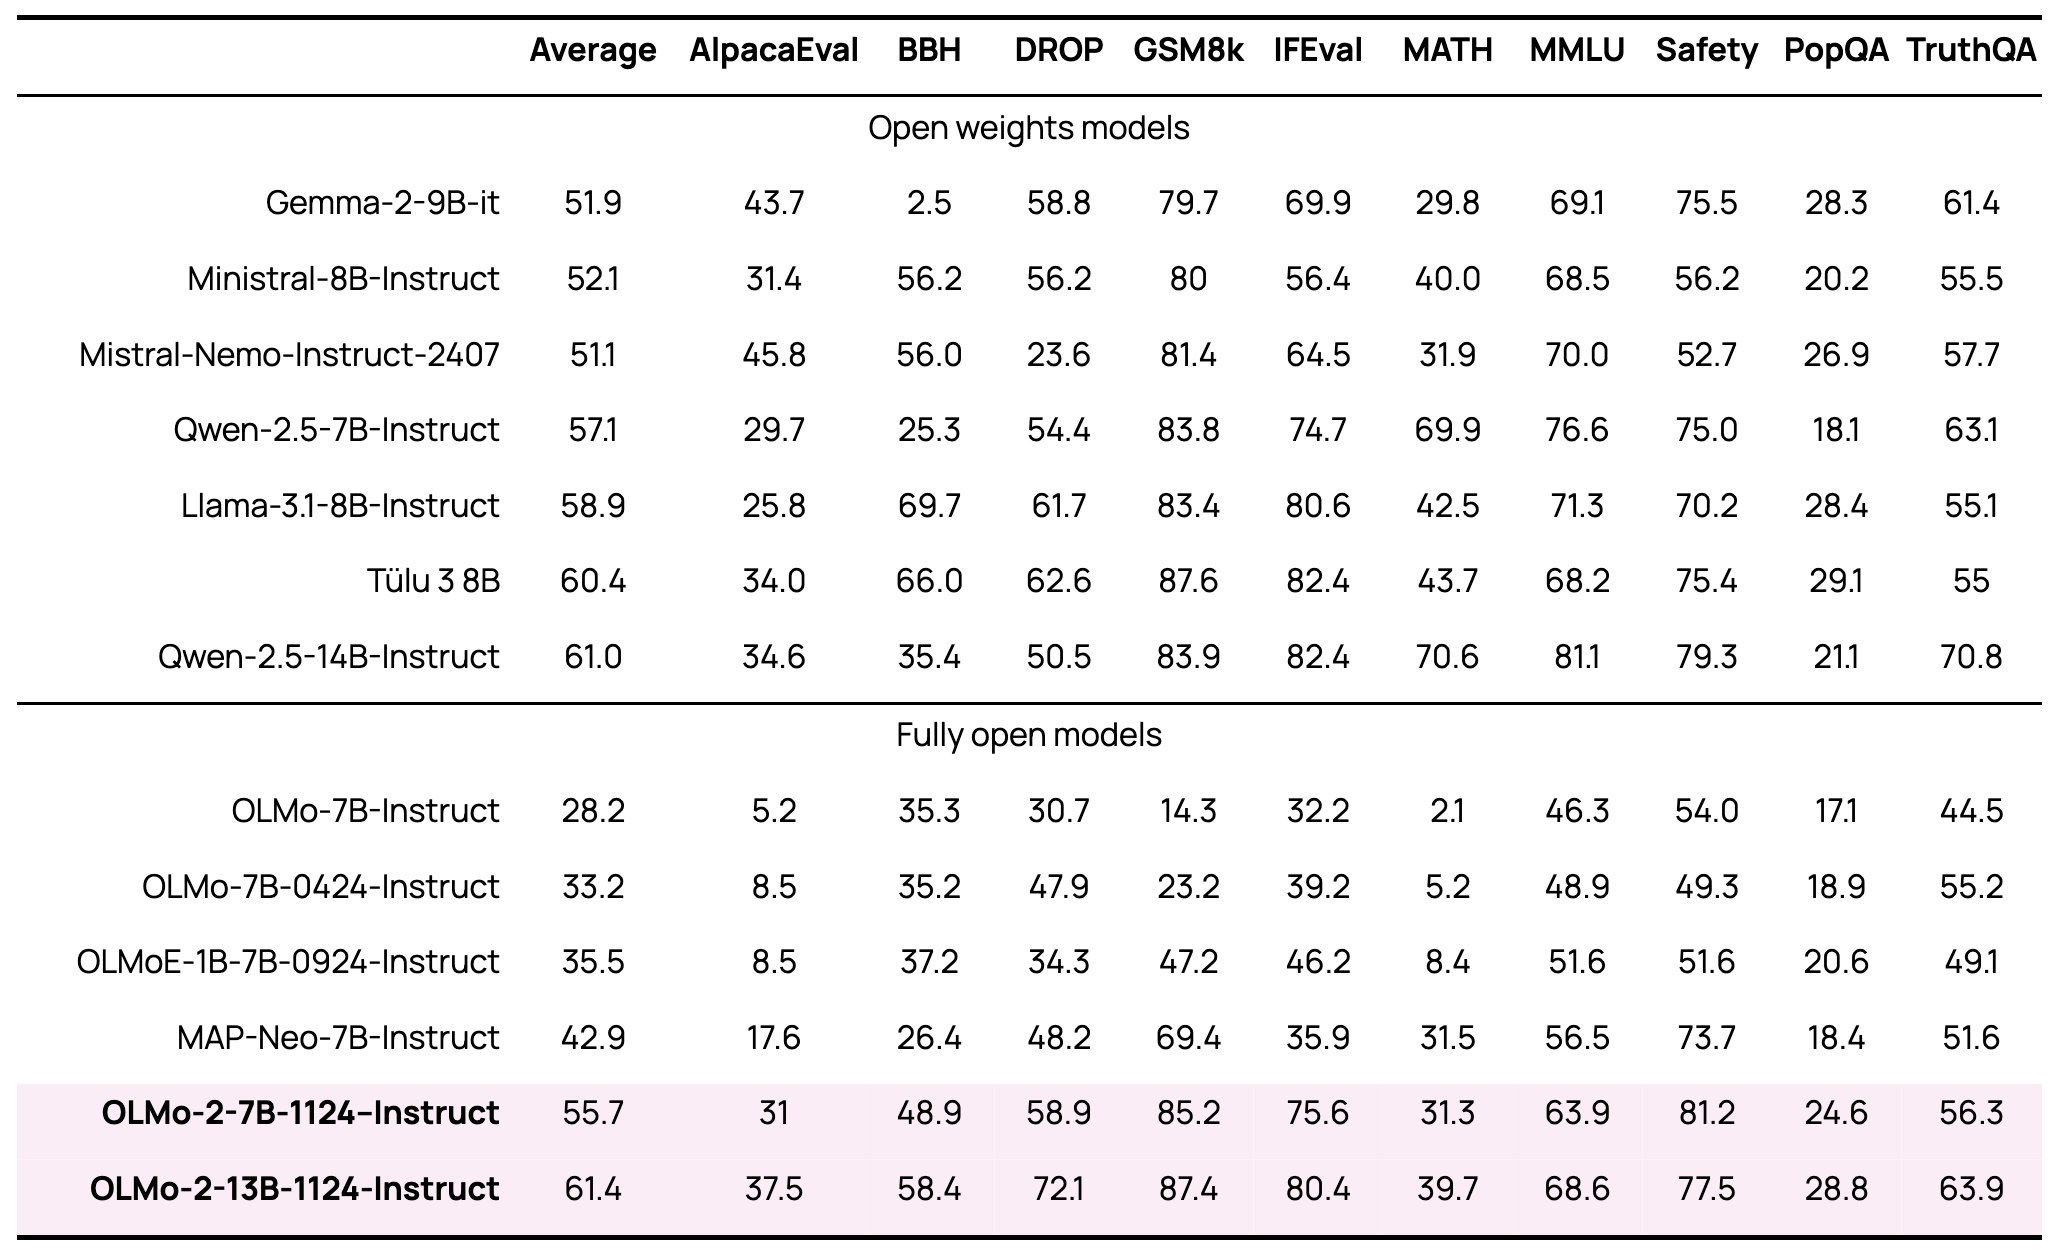 Average AlpacaEval BBH DROP GSM8k IFEval MATH MMLU Safety PopQA TruthQA
Open weights models
Gemma-2-9B-it 51.9 43.7 2.5 58.8 79.7 69.9 29.8 69.1 75.5 28.3 61.4
Ministral-8B-Instruct 52.1 31.4 56.2 56.2 80 56.4 40.0 68.5 56.2 20.2 55.5
Mistral-Nemo-Instruct-2407 51.1 45.8 56.0 23.6 81.4 64.5 31.9 70.0 52.7 26.9 57.7
Qwen-2.5-7B-Instruct 57.1 29.7 25.3 54.4 83.8 74.7 69.9 76.6 75.0 18.1 63.1
Llama-3.1-8B-Instruct 58.9 25.8 69.7 61.7 83.4 80.6 42.5 71.3 70.2 28.4 55.1
Tülu 3 8B 60.4 34.0 66.0 62.6 87.6 82.4 43.7 68.2 75.4 29.1 55
Qwen-2.5-14B-Instruct 61.0 34.6 35.4 50.5 83.9 82.4 70.6 81.1 79.3 21.1 70.8
Fully open models
OLMo-7B-Instruct 28.2 5.2 35.3 30.7 14.3 32.2 2.1 46.3 54.0 17.1 44.5
OLMo-7B-0424-Instruct 33.2 8.5 35.2 47.9 23.2 39.2 5.2 48.9 49.3 18.9 55.2
OLMoE-1B-7B-0924-Instruct 35.5 8.5 37.2 34.3 47.2 46.2 8.4 51.6 51.6 20.6 49.1
MAP-Neo-7B-Instruct 42.9 17.6 26.4 48.2 69.4 35.9 31.5 56.5 73.7 18.4 51.6
OLMo-2-7B-1124–Instruct 55.7 31 48.9 58.9 85.2 75.6 31.3 63.9 81.2 24.6 56.3
OLMo-2-13B-1124-Instruct 61.4 37.5 58.4 72.1 87.4 80.4 39.7 68.6 77.5 28.8 63.9